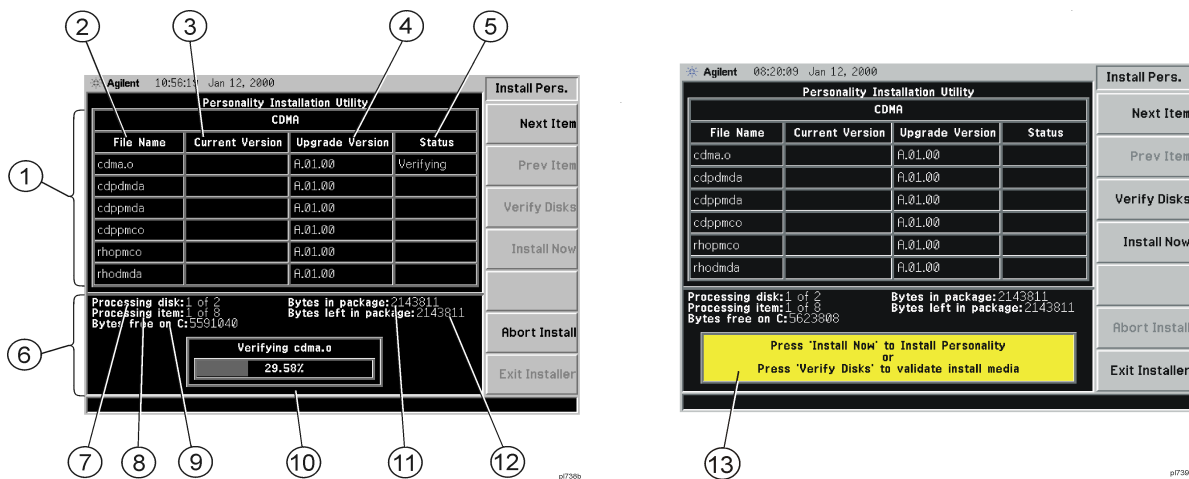 2 3 4 5
Agilent 10:56:19 Jan 12, 2000
Install Pers.
Personality Installation Utility
CDMA
File Name Current Version Upgrade Version Status
cdma.o A.01.00 Verifying
cdpdmda A.01.00
cdppmda A.01.00
cdppmco A.01.00
rhopmco A.01.00
rhodmda A.01.00
Next Item
Prev Item
Verify Disks
Install Now
Abort Install
Exit Installer
1
6
Processing disk:1 of 2 Bytes in package:2143811
Processing item:1 of 8 Bytes left in package:2143811
Bytes free on C:5591040
Verifying cdma.o
29.58%
7 8 9 10 11 12
pl738b
Agilent 08:20:09 Jan 12, 2000
Install Pers.
Personality Installation Utility
CDMA
File Name Current Version Upgrade Version Status
cdma.o A.01.00
cdpdmda A.01.00
cdppmda A.01.00
cdppmco A.01.00
rhopmco A.01.00
rhodmda A.01.00
Next Item
Prev Item
Verify Disks
Install Now
Abort Install
Exit Installer
Processing disk:1 of 2 Bytes in package:2143811
Processing item:1 of 8 Bytes left in package:2143811
Bytes free on C:5623808
Press 'Install Now' to Install Personality
or
Press 'Verify Disks' to validate install media
13
pl739